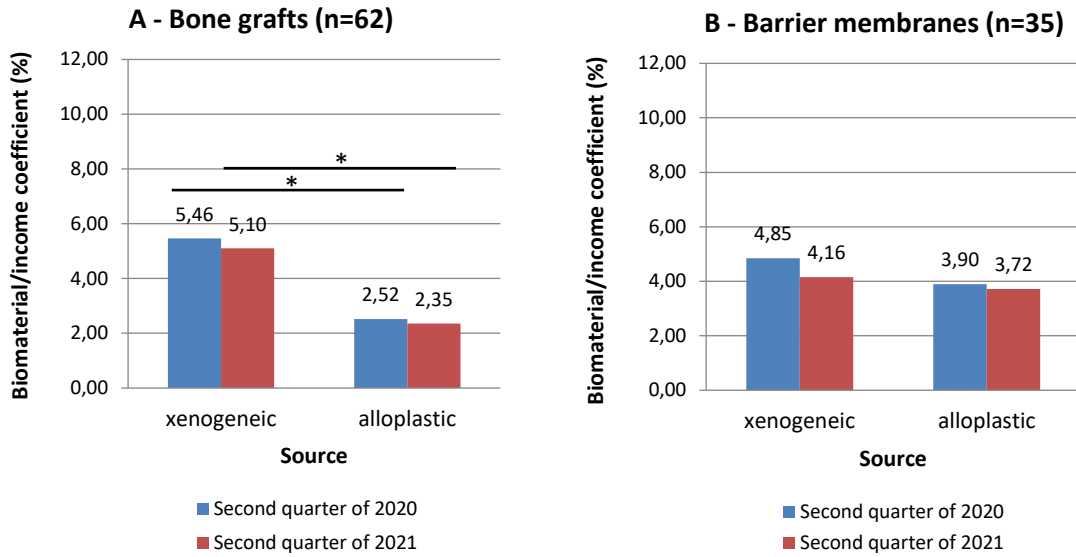 A - Bone grafts (n=62)
Biomaterial/income coefficient (%)
12,00
10,00
8,00
6,00
4,00
2,00
0,00
*
*
5,46
5,10
2,52
2,35
xenogeneic
alloplastic
Source
Second quarter of 2020
Second quarter of 2021
B - Barrier membranes (n=35)
Biomaterial/income coefficient (%)
12,00
10,00
8,00
6,00
4,00
2,00
0,00
4,85
4,16
3,90
3,72
xenogeneic
alloplastic
Source
Second quarter of 2020
Second quarter of 2021